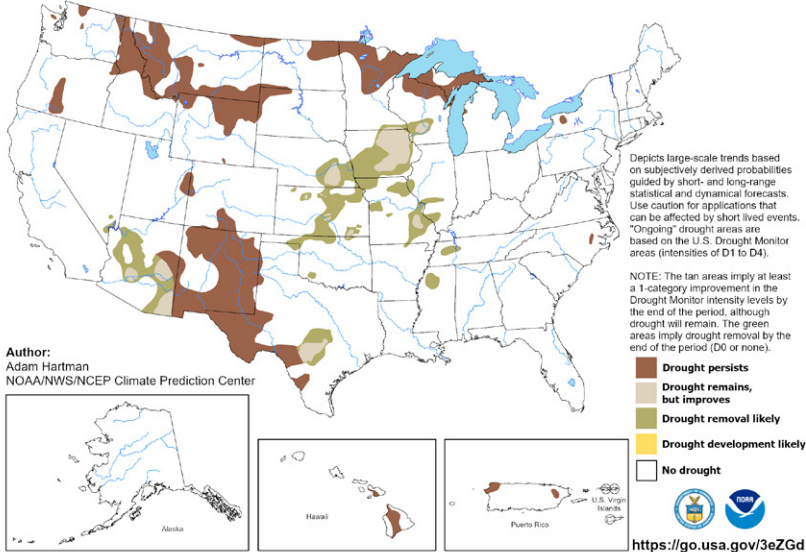 Depicts large-scale trends based
on subjectively derived probabilities
guided by short- and long-range
statistical and dynamical forecasts.
Use caution for applications that
can be affected by short lived events.
"Ongoing" drought areas are
based on the U.S. Drought Monitor
areas (intensities of D1 to D4).
NOTE: The tan areas imply at least
a 1-category improvement in the
Drought Monitor intensity levels by
the end of the period, although
drought will remain. The green
areas imply drought removal by the
end of the period (D0 or none).
Author:
Adam Hartman
NOAA/NWS/NCEP Climate Prediction Center
Drought persists
Drought remains,
but improves
Drought removal likely
Drought development likely
No drought
Alaska
Hawaii
Puerto Rico
U.S. Virgin
Islands
NOAA
https://go.usa.gov/3eZGd